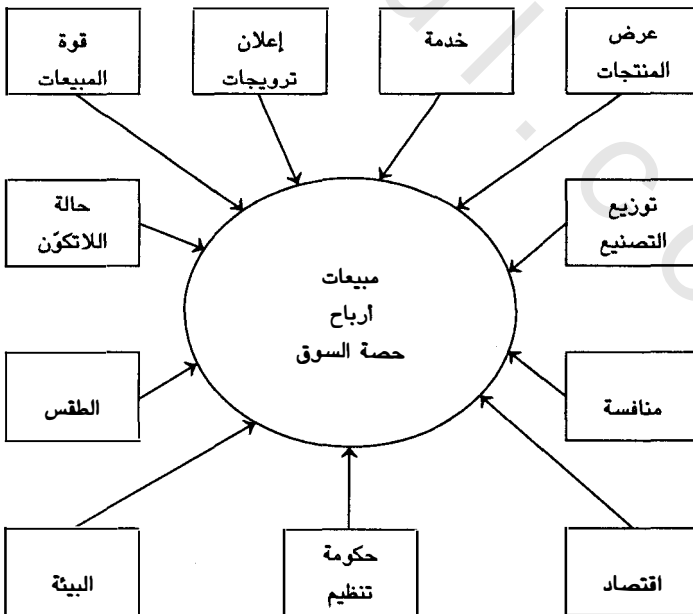 عرض
المنتجات
خدمة
إعلان
ترويجات
قوة
المبيعات
توزيع
التصنيع
حالة
اللاتكوّن
مبيعات
أرباح
حصة السوق
منافسة
الطقس
اقتصاد
حكومة
تنظيم
البيئة